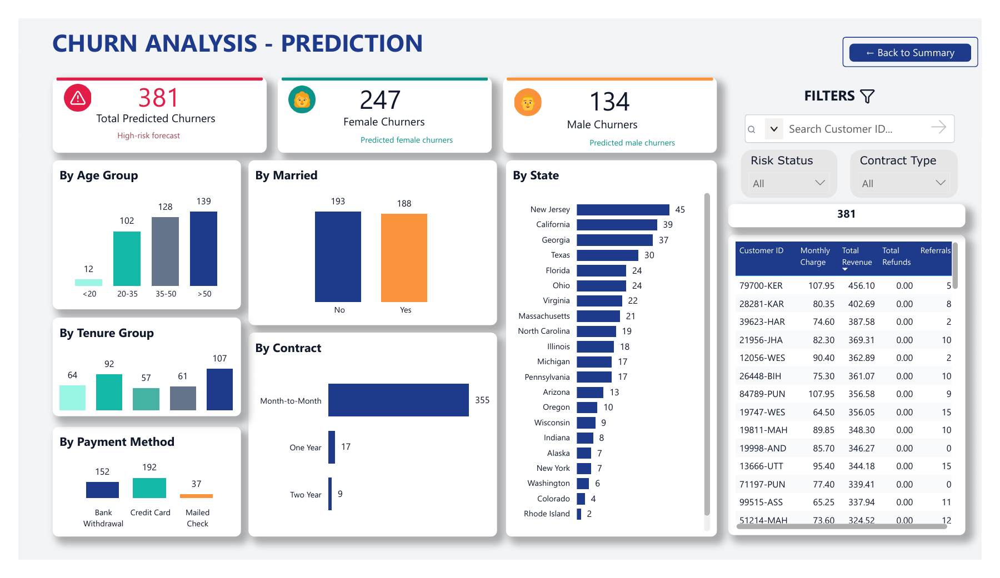 CHURN ANALYSIS - PREDICTION
← Back to Summary
381
Total Predicted Churners
High-risk forecast
247
Female Churners
Predicted female churners
134
Male Churners
Predicted male churners
FILTERS
Search Customer ID...
Risk Status
All
Contract Type
All
381
By Age Group
12
102
128
139
<20
20-35
35-50
>50
By Married
193
188
No
Yes
By State
New Jersey 45
California 39
Georgia 37
Texas 30
Florida 24
Ohio 24
Virginia 22
Massachusetts 21
North Carolina 19
Illinois 18
Michigan 17
Pennsylvania 17
Arizona 13
Oregon 10
Wisconsin 9
Indiana 8
Alaska 7
New York 7
Washington 6
Colorado 4
Rhode Island 2
By Tenure Group
64
92
57
61
107
By Contract
Month-to-Month 355
One Year 17
Two Year 9
By Payment Method
152
192
37
Bank
Withdrawal
Credit Card
Mailed
Check
Customer ID Monthly Total Total Referrals
Charge Revenue Refunds
79700-KER 107.95 456.10 0.00 5
28281-KAR 80.35 402.69 0.00 8
39623-HAR 74.60 387.58 0.00 2
21956-JHA 82.30 369.31 0.00 10
12056-WES 90.40 362.89 0.00 2
26448-BIH 75.30 361.07 0.00 10
84789-PUN 107.95 356.58 0.00 9
19747-WES 64.50 356.05 0.00 15
19811-MAH 89.85 348.30 0.00 10
19998-AND 85.70 346.27 0.00 0
13666-UTT 95.40 344.18 0.00 15
71197-PUN 77.40 339.41 0.00 0
99515-ASS 65.25 337.94 0.00 11
51214-MAH 73.60 324.52 0.00 12